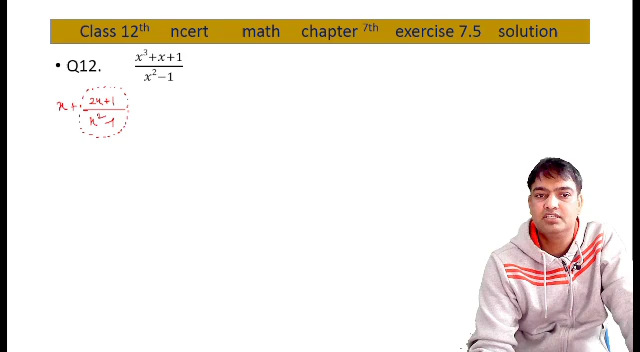 Class 12th ncert math chapter 7th exercise 7.5 solution
• Q12. x³+x+1
x²−1
x + 2x+1
x²-1